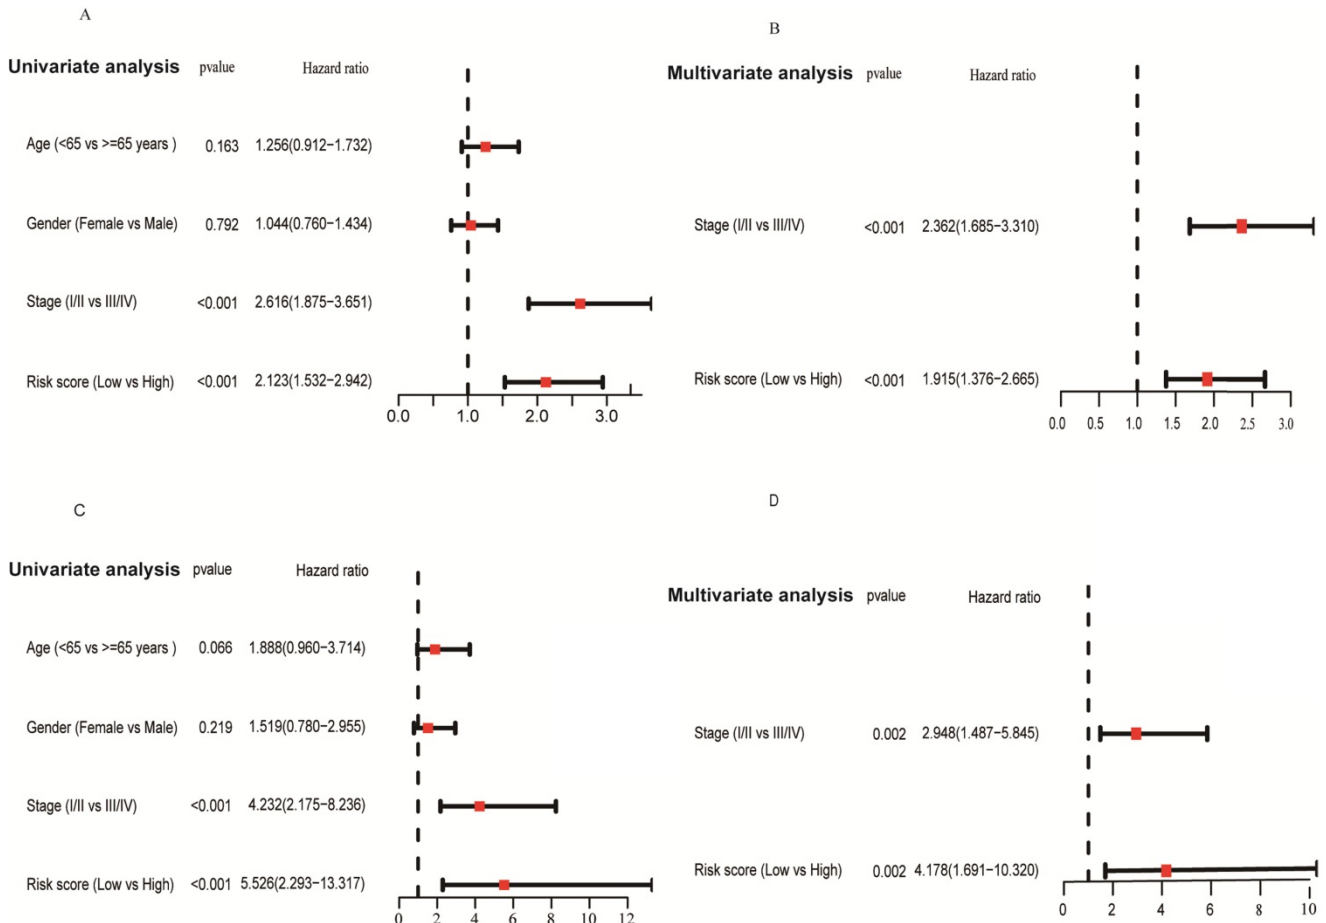 A
Univariate analysis pvalue Hazard ratio
Age (<65 vs >=65 years ) 0.163 1.256(0.912−1.732)
Gender (Female vs Male) 0.792 1.044(0.760−1.434)
Stage (I/II vs III/IV) <0.001 2.616(1.875−3.651)
Risk score (Low vs High) <0.001 2.123(1.532−2.942)
0.0 1.0 2.0 3.0
B
Multivariate analysis pvalue Hazard ratio
Stage (I/II vs III/IV) <0.001 2.362(1.685−3.310)
Risk score (Low vs High) <0.001 1.915(1.376−2.665)
0.0 0.5 1.0 1.5 2.0 2.5 3.0
C
Univariate analysis pvalue Hazard ratio
Age (<65 vs >=65 years ) 0.066 1.888(0.960−3.714)
Gender (Female vs Male) 0.219 1.519(0.780−2.955)
Stage (I/II vs III/IV) <0.001 4.232(2.175−8.236)
Risk score (Low vs High) <0.001 5.526(2.293−13.317)
0 2 4 6 8 10 12
D
Multivariate analysis pvalue Hazard ratio
Stage (I/II vs III/IV) 0.002 2.948(1.487−5.845)
Risk score (Low vs High) 0.002 4.178(1.691−10.320)
0 2 4 6 8 10